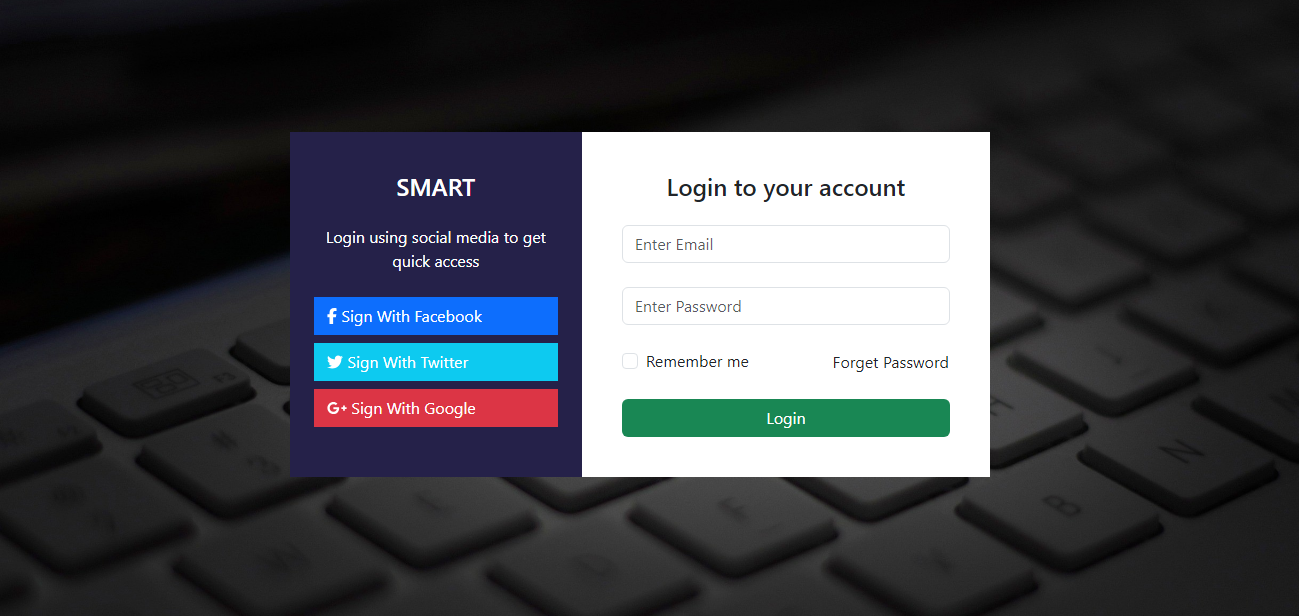 SMART
Login using social media to get
quick access
Sign With Facebook
Sign With Twitter
Sign With Google
Login to your account
Enter Email
Enter Password
Remember me
Forget Password
Login